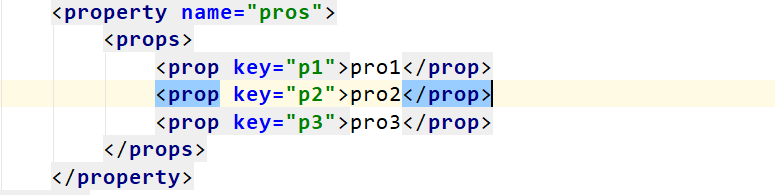 <property name="pros">
<props>
<prop key="p1">pro1</prop>
<prop key="p2">pro2</prop>
<prop key="p3">pro3</prop>
</props>
</property>